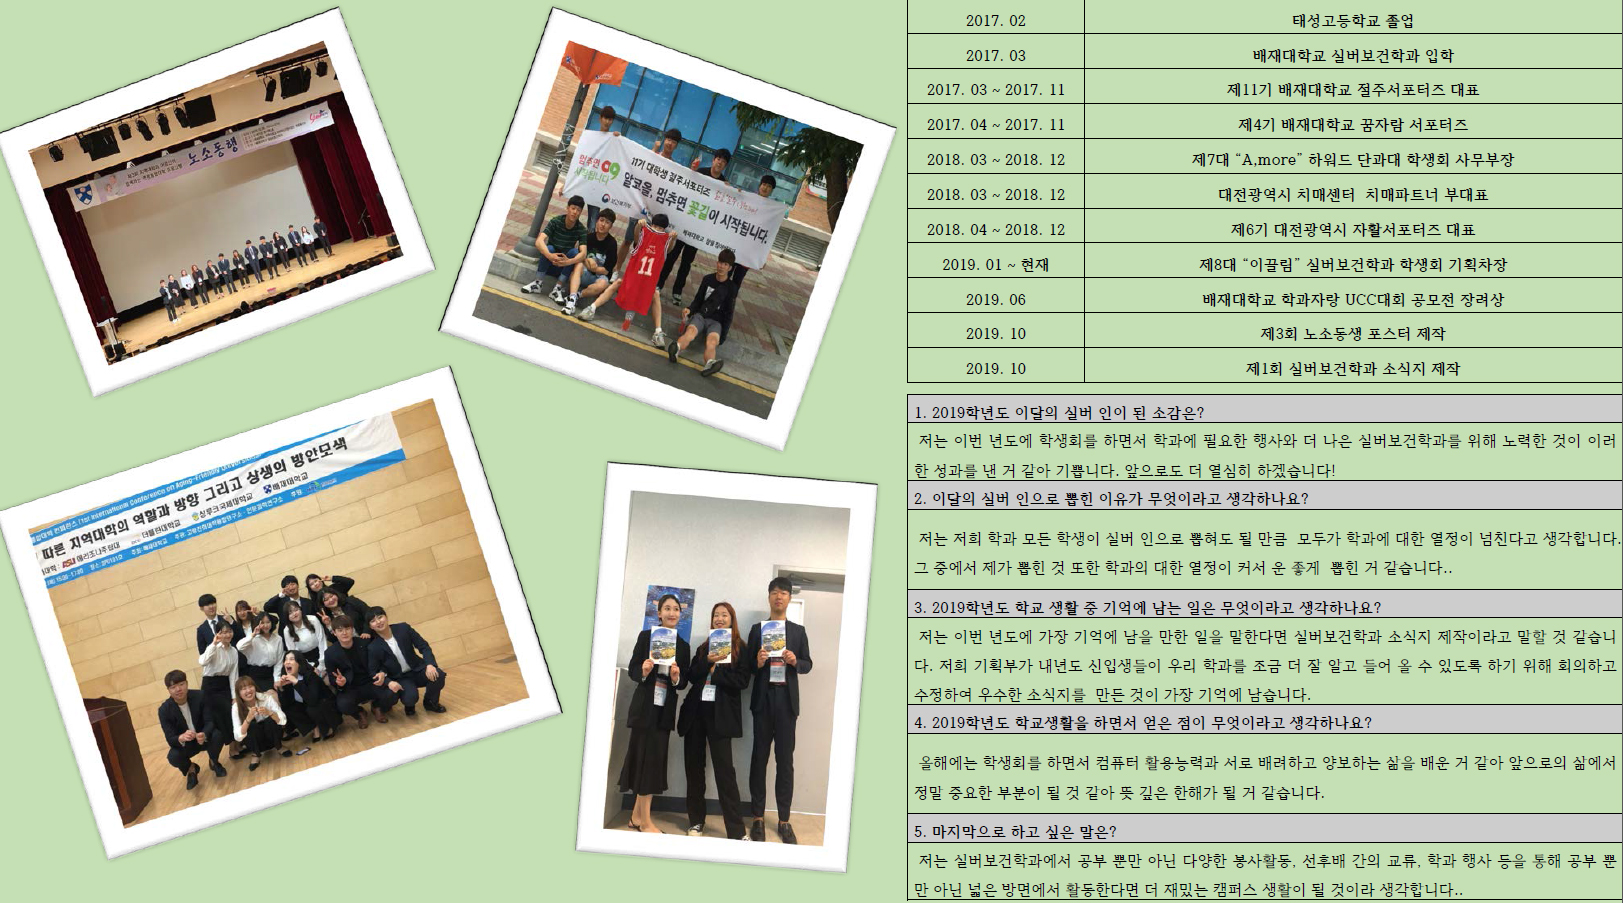 노소동행
11기 대학생 절주서포터즈
멈추면
시작됩니다
알코올, 멈추면 꽃길이 시작됩니다.
보건복지부
11
따른 지역대학의 역할과 방향 그리고 상생의 방안모색
ASU 애리조나주립대
더블린대학교
싱루크국제대학교
배재대학교
2017. 02 태성고등학교 졸업
2017. 03 배재대학교 실버보건학과 입학
2017. 03 ~ 2017. 11 제11기 배재대학교 절주서포터즈 대표
2017. 04 ~ 2017. 11 제4기 배재대학교 꿈자람 서포터즈
2018. 03 ~ 2018. 12 제7대 “A,more” 하워드 단과대 학생회 사무부장
2018. 03 ~ 2018. 12 대전광역시 치매센터 치매파트너 부대표
2018. 04 ~ 2018. 12 제6기 대전광역시 자활서포터즈 대표
2019. 01 ~ 현재 제8대 “이끌림” 실버보건학과 학생회 기획차장
2019. 06 배재대학교 학과자랑 UCC대회 공모전 장려상
2019. 10 제3회 노소동생 포스터 제작
2019. 10 제1회 실버보건학과 소식지 제작
1. 2019학년도 이달의 실버 인이 된 소감은?
저는 이번 년도에 학생회를 하면서 학과에 필요한 행사와 더 나은 실버보건학과를 위해 노력한 것이 이러
한 성과를 낸 거 같아 기쁩니다. 앞으로도 더 열심히 하겠습니다!
2. 이달의 실버 인으로 뽑힌 이유가 무엇이라고 생각하나요?
저는 저희 학과 모든 학생이 실버 인으로 뽑혀도 될 만큼 모두가 학과에 대한 열정이 넘친다고 생각합니다.
그 중에서 제가 뽑힌 것 또한 학과의 대한 열정이 커서 운 좋게 뽑힌 거 같습니다..
3. 2019학년도 학교 생활 중 기억에 남는 일은 무엇이라고 생각하나요?
저는 이번 년도에 가장 기억에 남을 만한 일을 말한다면 실버보건학과 소식지 제작이라고 말할 것 같습니
다. 저희 기획부가 내년도 신입생들이 우리 학과를 조금 더 잘 알고 들어 올 수 있도록 하기 위해 회의하고
수정하여 우수한 소식지를 만든 것이 가장 기억에 남습니다.
4. 2019학년도 학교생활을 하면서 얻은 점이 무엇이라고 생각하나요?
올해에는 학생회를 하면서 컴퓨터 활용능력과 서로 배려하고 양보하는 삶을 배운 거 같아 앞으로의 삶에서
정말 중요한 부분이 될 것 같아 뜻 깊은 한해가 될 거 같습니다.
5. 마지막으로 하고 싶은 말은?
저는 실버보건학과에서 공부 뿐만 아닌 다양한 봉사활동, 선후배 간의 교류, 학과 행사 등을 통해 공부 뿐
만 아닌 넓은 방면에서 활동한다면 더 재밌는 캠퍼스 생활이 될 것이라 생각합니다..